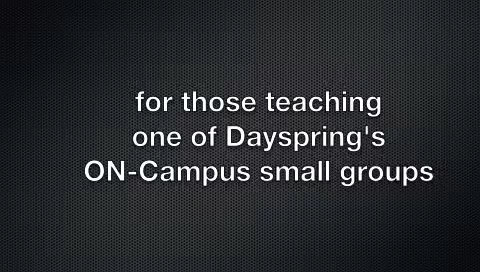 for those teaching
one of Dayspring's
ON-Campus small groups